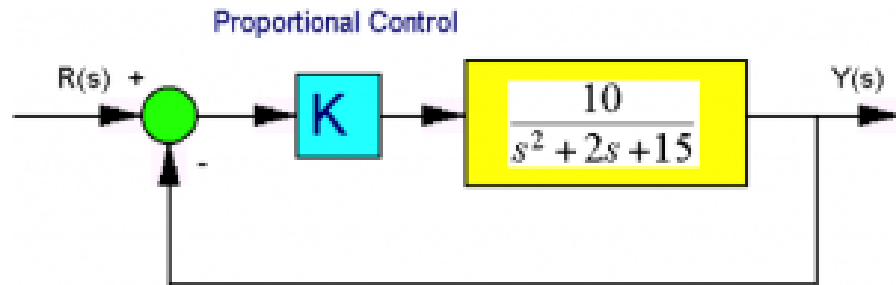 Proportional Control
R(s) +
-
K
10
s² + 2s + 15
Y(s)